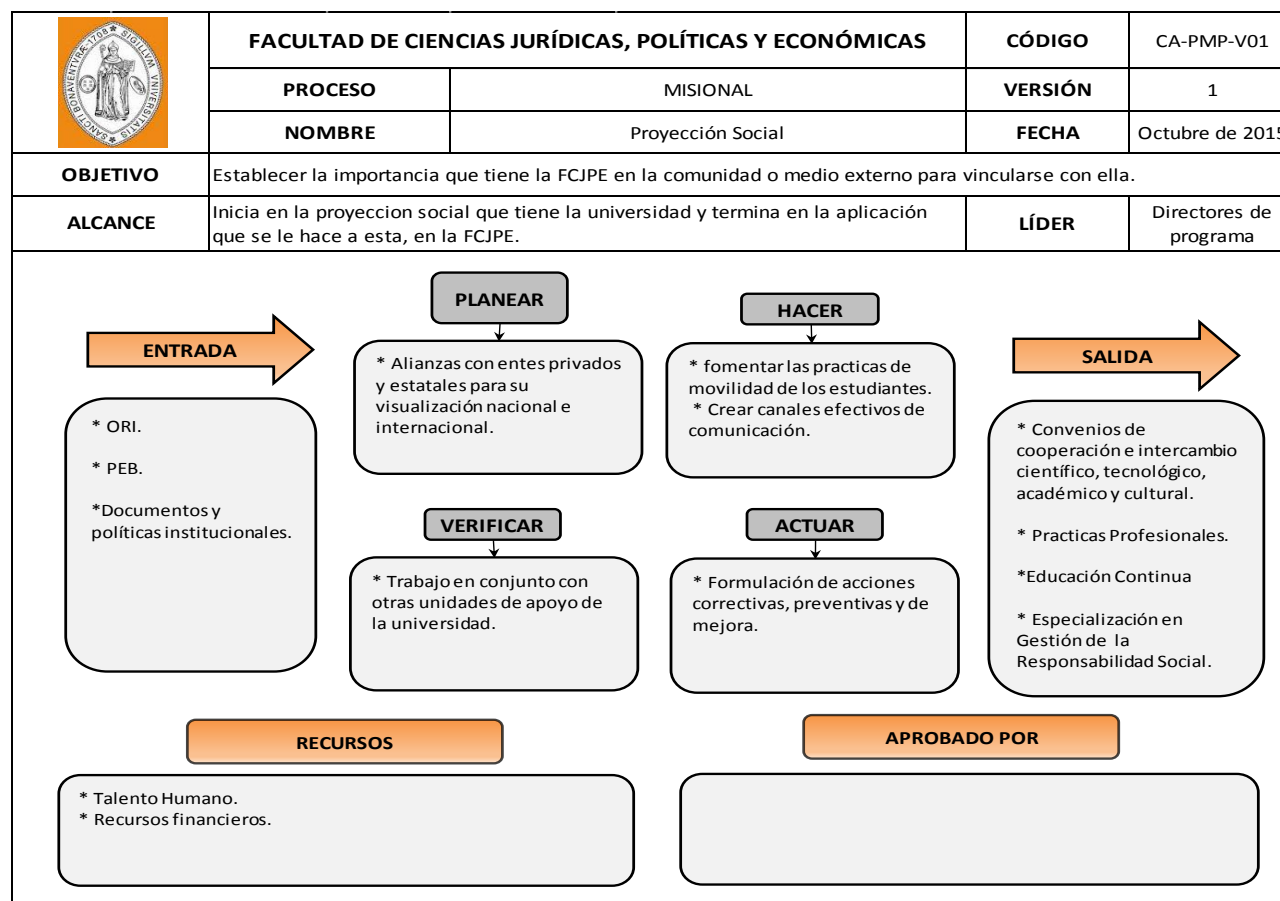 SANCTI BONAVENTVRÆ-1708 SIGILLVM VNIVERSITATIS
FACULTAD DE CIENCIAS JURÍDICAS, POLÍTICAS Y ECONÓMICAS
CÓDIGO
CA-PMP-V01
PROCESO
MISIONAL
VERSIÓN
1
NOMBRE
Proyección Social
FECHA
Octubre de 2015
OBJETIVO
Establecer la importancia que tiene la FCJPE en la comunidad o medio externo para vincularse con ella.
ALCANCE
Inicia en la proyeccion social que tiene la universidad y termina en la aplicación
que se le hace a esta, en la FCJPE.
LÍDER
Directores de
programa
ENTRADA
* ORI.
* PEB.
*Documentos y
políticas institucionales.
PLANEAR
* Alianzas con entes privados
y estatales para su
visualización nacional e
internacional.
HACER
* fomentar las practicas de
movilidad de los estudiantes.
* Crear canales efectivos de
comunicación.
VERIFICAR
* Trabajo en conjunto con
otras unidades de apoyo de
la universidad.
ACTUAR
* Formulación de acciones
correctivas, preventivas y de
mejora.
SALIDA
* Convenios de
cooperación e intercambio
científico, tecnológico,
académico y cultural.
* Practicas Profesionales.
*Educación Continua
* Especialización en
Gestión de la
Responsabilidad Social.
RECURSOS
* Talento Humano.
* Recursos financieros.
APROBADO POR